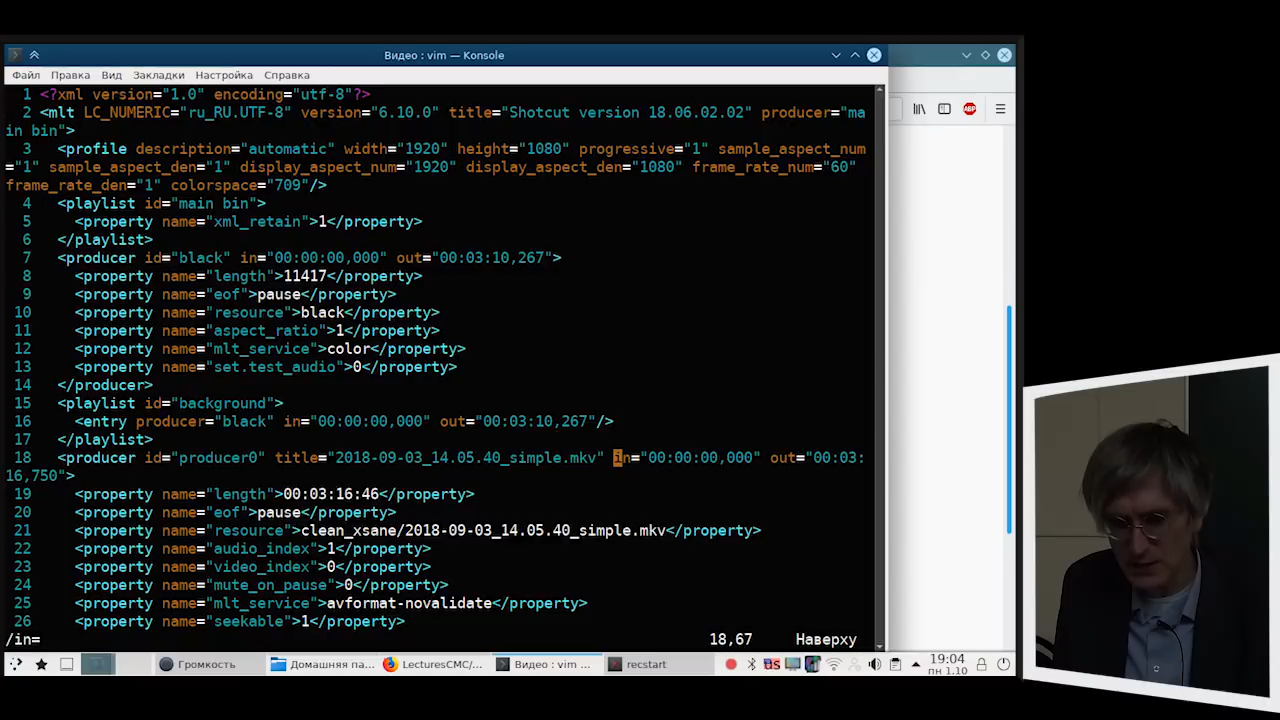 Видео : vim — Konsole
Файл Правка Вид Закладки Настройка Справка
ABP
1 <?xml version="1.0" encoding="utf-8"?>
2 <mlt LC_NUMERIC="ru_RU.UTF-8" version="6.10.0" title="Shotcut version 18.06.02.02" producer="ma
in bin">
3 <profile description="automatic" width="1920" height="1080" progressive="1" sample_aspect_num
="1" sample_aspect_den="1" display_aspect_num="1920" display_aspect_den="1080" frame_rate_num="60"
frame_rate_den="1" colorspace="709"/>
4 <playlist id="main bin">
5 <property name="xml_retain">1</property>
6 </playlist>
7 <producer id="black" in="00:00:00,000" out="00:03:10,267">
8 <property name="length">11417</property>
9 <property name="eof">pause</property>
10 <property name="resource">black</property>
11 <property name="aspect_ratio">1</property>
12 <property name="mlt_service">color</property>
13 <property name="set.test_audio">0</property>
14 </producer>
15 <playlist id="background">
16 <entry producer="black" in="00:00:00,000" out="00:03:10,267"/>
17 </playlist>
18 <producer id="producer0" title="2018-09-03_14.05.40_simple.mkv" in="00:00:00,000" out="00:03:
16,750">
19 <property name="length">00:03:16:46</property>
20 <property name="eof">pause</property>
21 <property name="resource">clean_xsane/2018-09-03_14.05.40_simple.mkv</property>
22 <property name="audio_index">1</property>
23 <property name="video_index">0</property>
24 <property name="mute_on_pause">0</property>
25 <property name="mlt_service">avformat-novalidate</property>
26 <property name="seekable">1</property>
/in= 18,67 Наверху
Громкость Домашняя па... LecturesCMC/... Видео : vim ... recstart us 19:04
пн 1.10